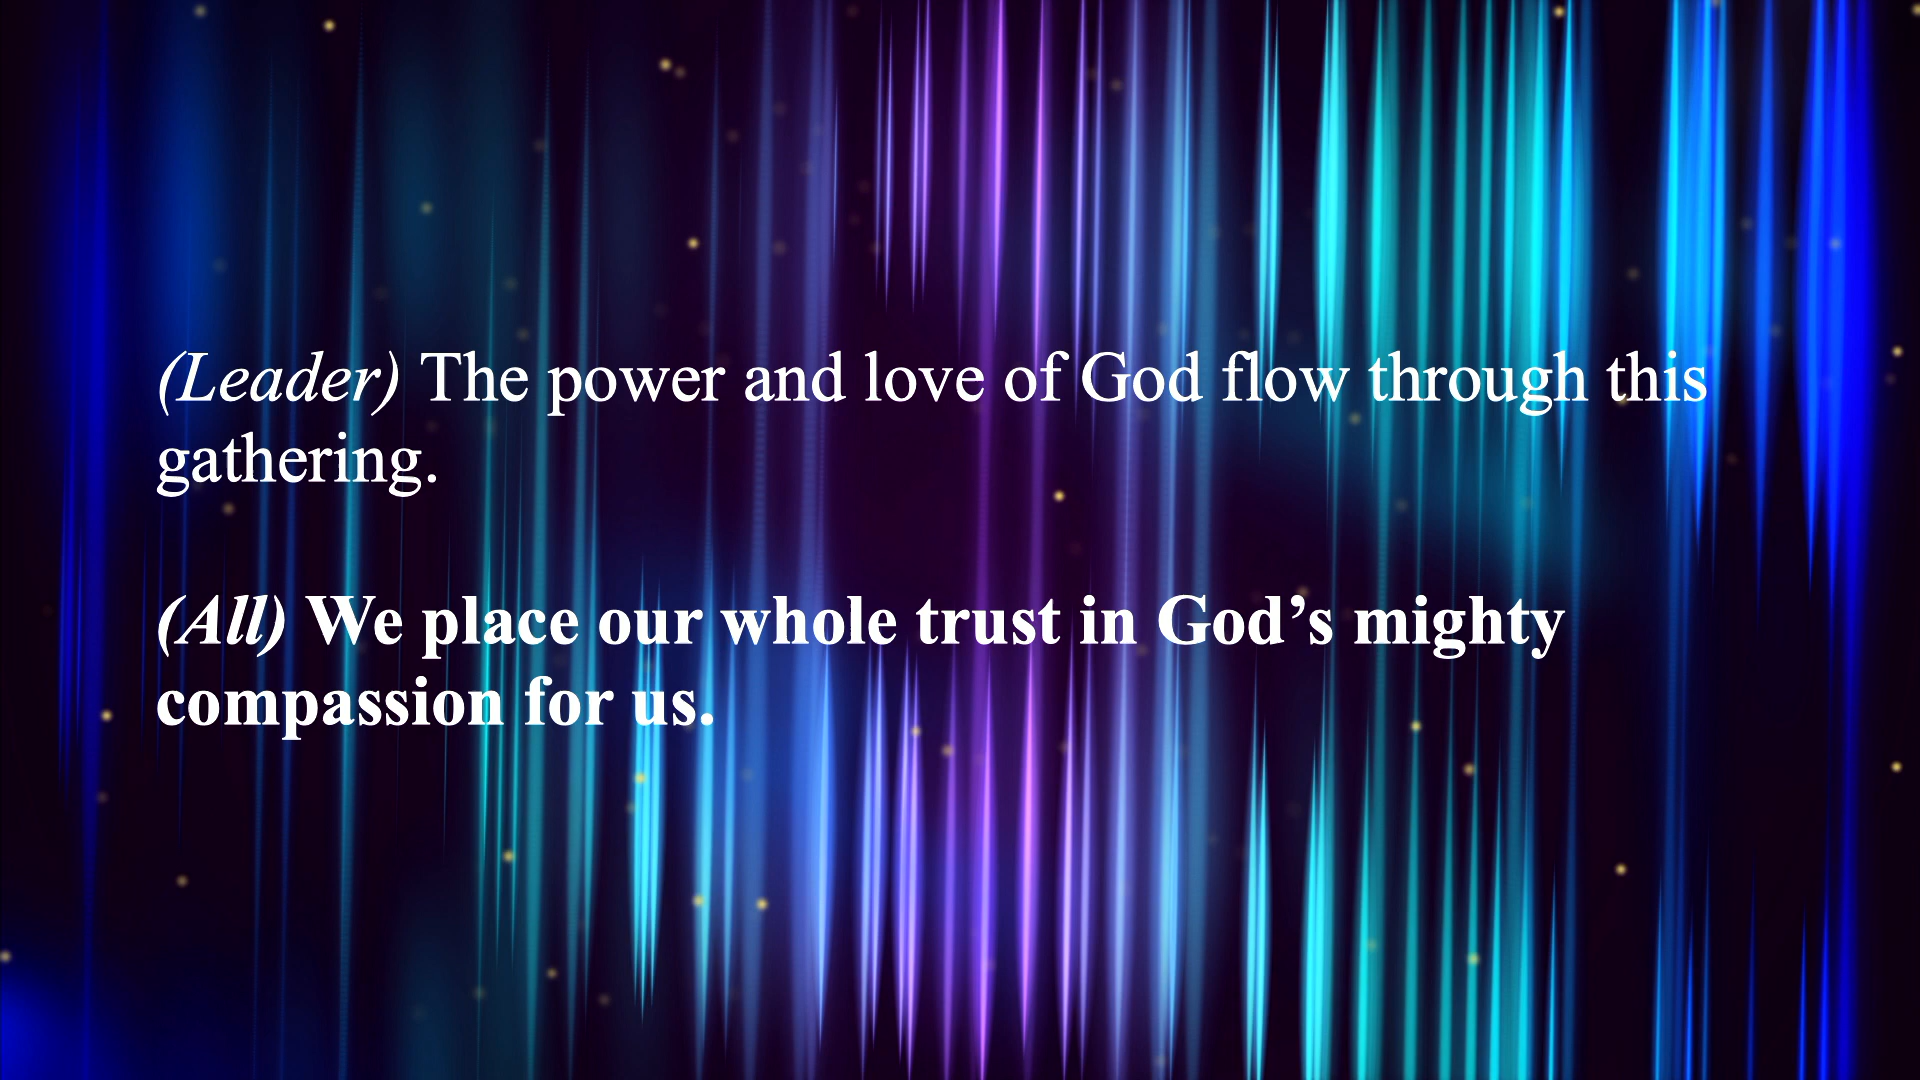 (Leader) The power and love of God flow through this
gathering.
(All) We place our whole trust in God’s mighty
compassion for us.